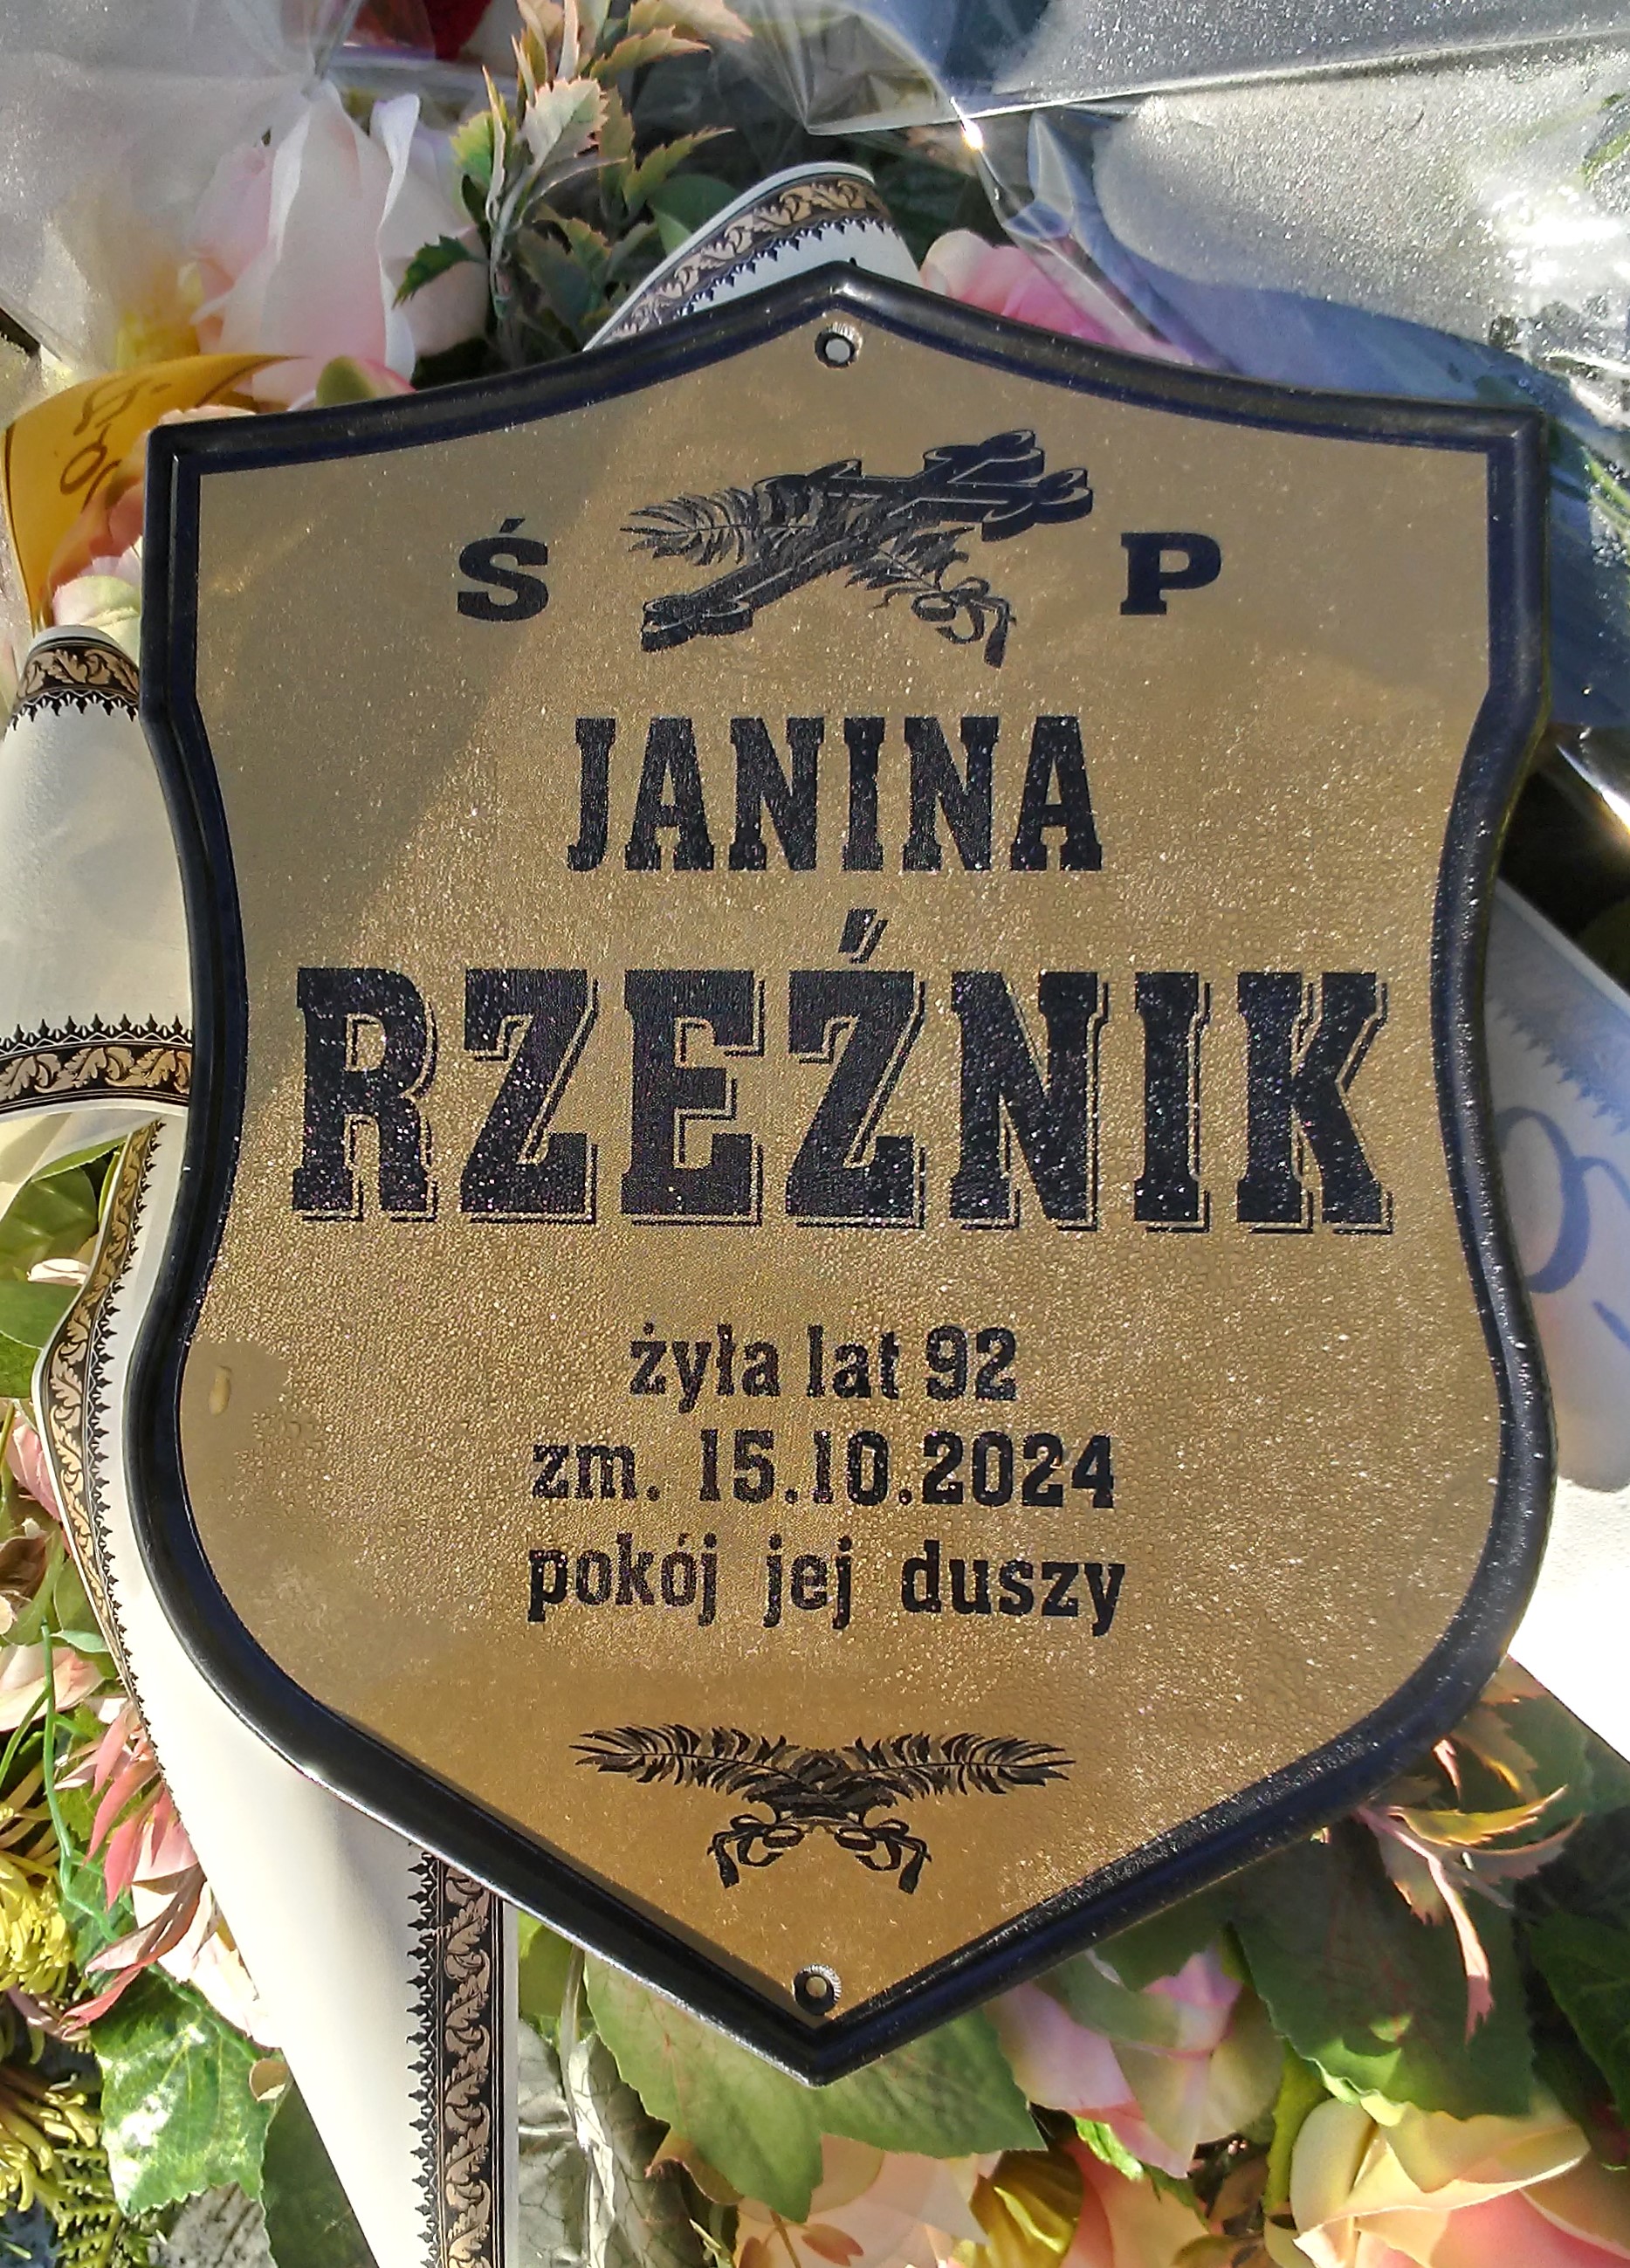 Ś P
JANINA
RZEŹNIK
żyła lat 92
zm. 15.10.2024
pokój jej duszy